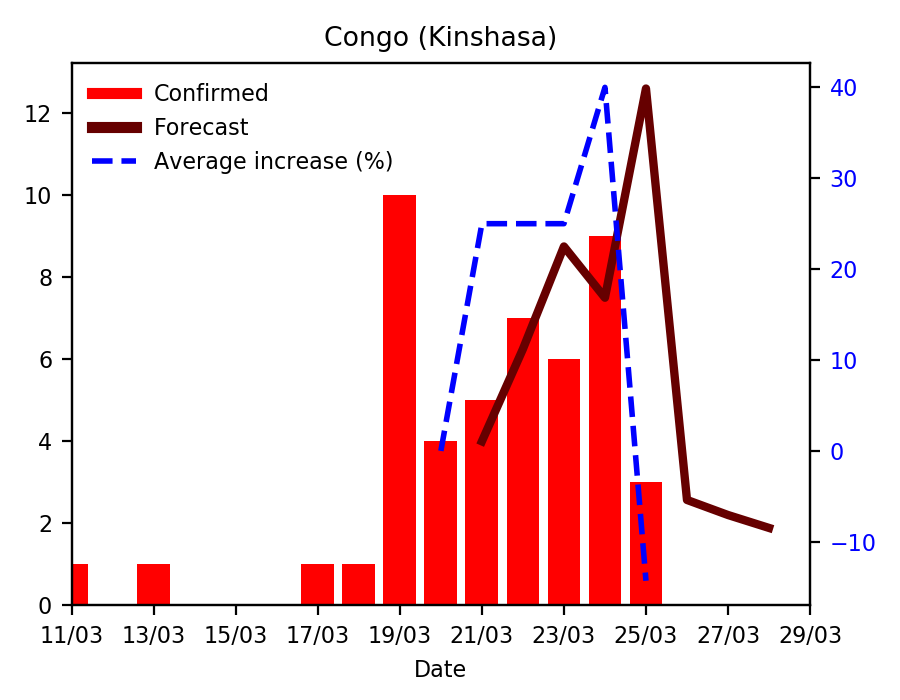 Congo (Kinshasa)
Confirmed
Forecast
Average increase (%)
12
10
8
6
4
2
0
40
30
20
10
0
−10
11/03 13/03 15/03 17/03 19/03 21/03 23/03 25/03 27/03 29/03
Date